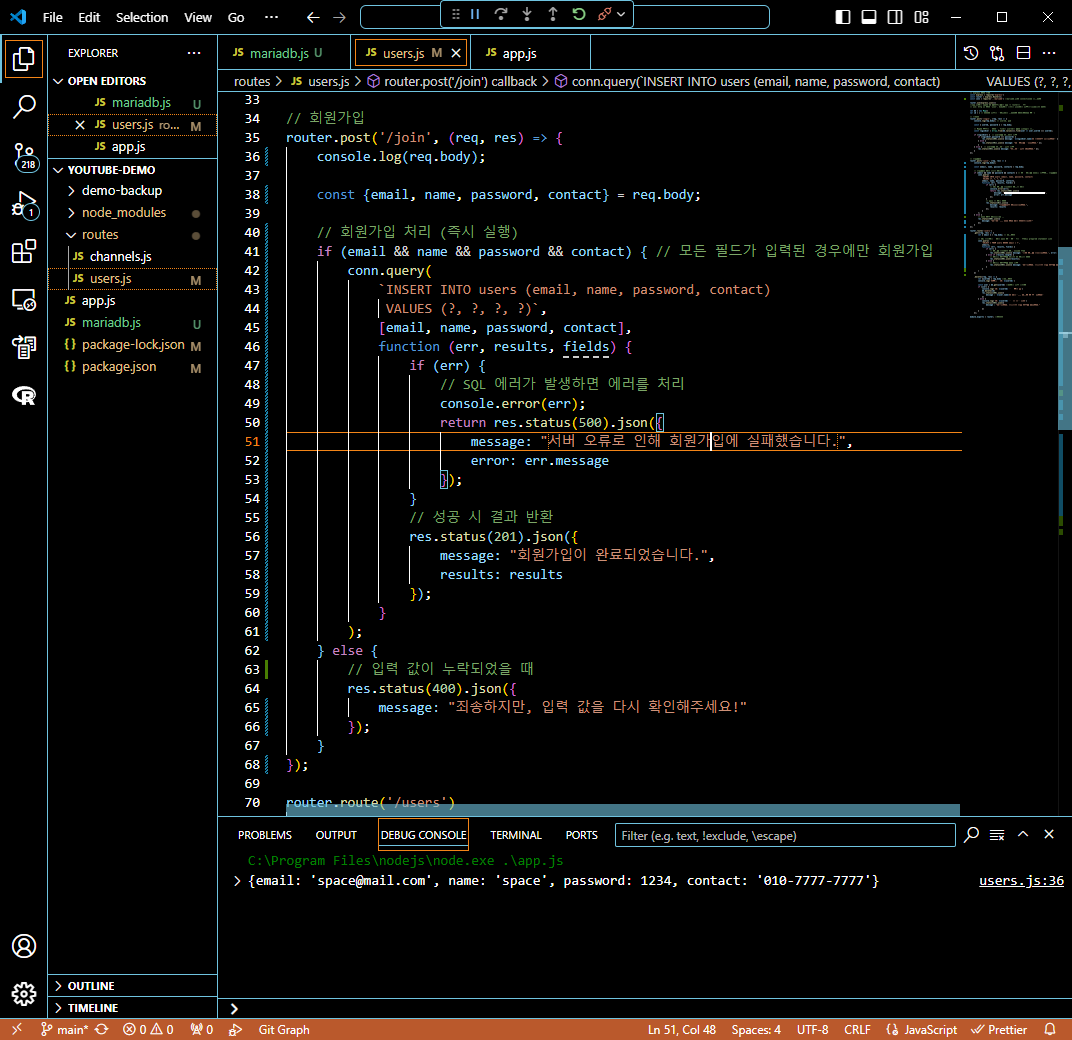 File Edit Selection View Go ···
EXPLORER ···
OPEN EDITORS
JS mariadb.js U
JS users.js ro... M
JS app.js
YOUTUBE-DEMO
demo-backup
node_modules
routes
JS channels.js
JS users.js M
JS app.js
JS mariadb.js U
{} package-lock.json M
{} package.json M
OUTLINE
TIMELINE
218
1
JS mariadb.js U JS users.js M JS app.js
routes > JS users.js > router.post('/join') callback > conn.query(`INSERT INTO users (email, name, password, contact) VALUES (?, ?, ?,
33
34 // 회원가입
35 router.post('/join', (req, res) => {
36 console.log(req.body);
37
38 const {email, name, password, contact} = req.body;
39
40 // 회원가입 처리 (즉시 실행)
41 if (email && name && password && contact) { // 모든 필드가 입력된 경우에만 회원가입
42 conn.query(
43 `INSERT INTO users (email, name, password, contact)
44 VALUES (?, ?, ?, ?)`,
45 [email, name, password, contact],
46 function (err, results, fields) {
47 if (err) {
48 // SQL 에러가 발생하면 에러를 처리
49 console.error(err);
50 return res.status(500).json({
51 message: "서버 오류로 인해 회원가입에 실패했습니다.",
52 error: err.message
53 });
54 }
55 // 성공 시 결과 반환
56 res.status(201).json({
57 message: "회원가입이 완료되었습니다.",
58 results: results
59 });
60 }
61 );
62 } else {
63 // 입력 값이 누락되었을 때
64 res.status(400).json({
65 message: "죄송하지만, 입력 값을 다시 확인해주세요!"
66 });
67 }
68 });
69
70 router.route('/users')
PROBLEMS OUTPUT DEBUG CONSOLE TERMINAL PORTS Filter (e.g. text, !exclude, \escape)
C:\Program Files\nodejs\node.exe .\app.js
> {email: 'space@mail.com', name: 'space', password: 1234, contact: '010-7777-7777'} users.js:36
>
main* 0 0 0 Git Graph Ln 51, Col 48 Spaces: 4 UTF-8 CRLF JavaScript Prettier